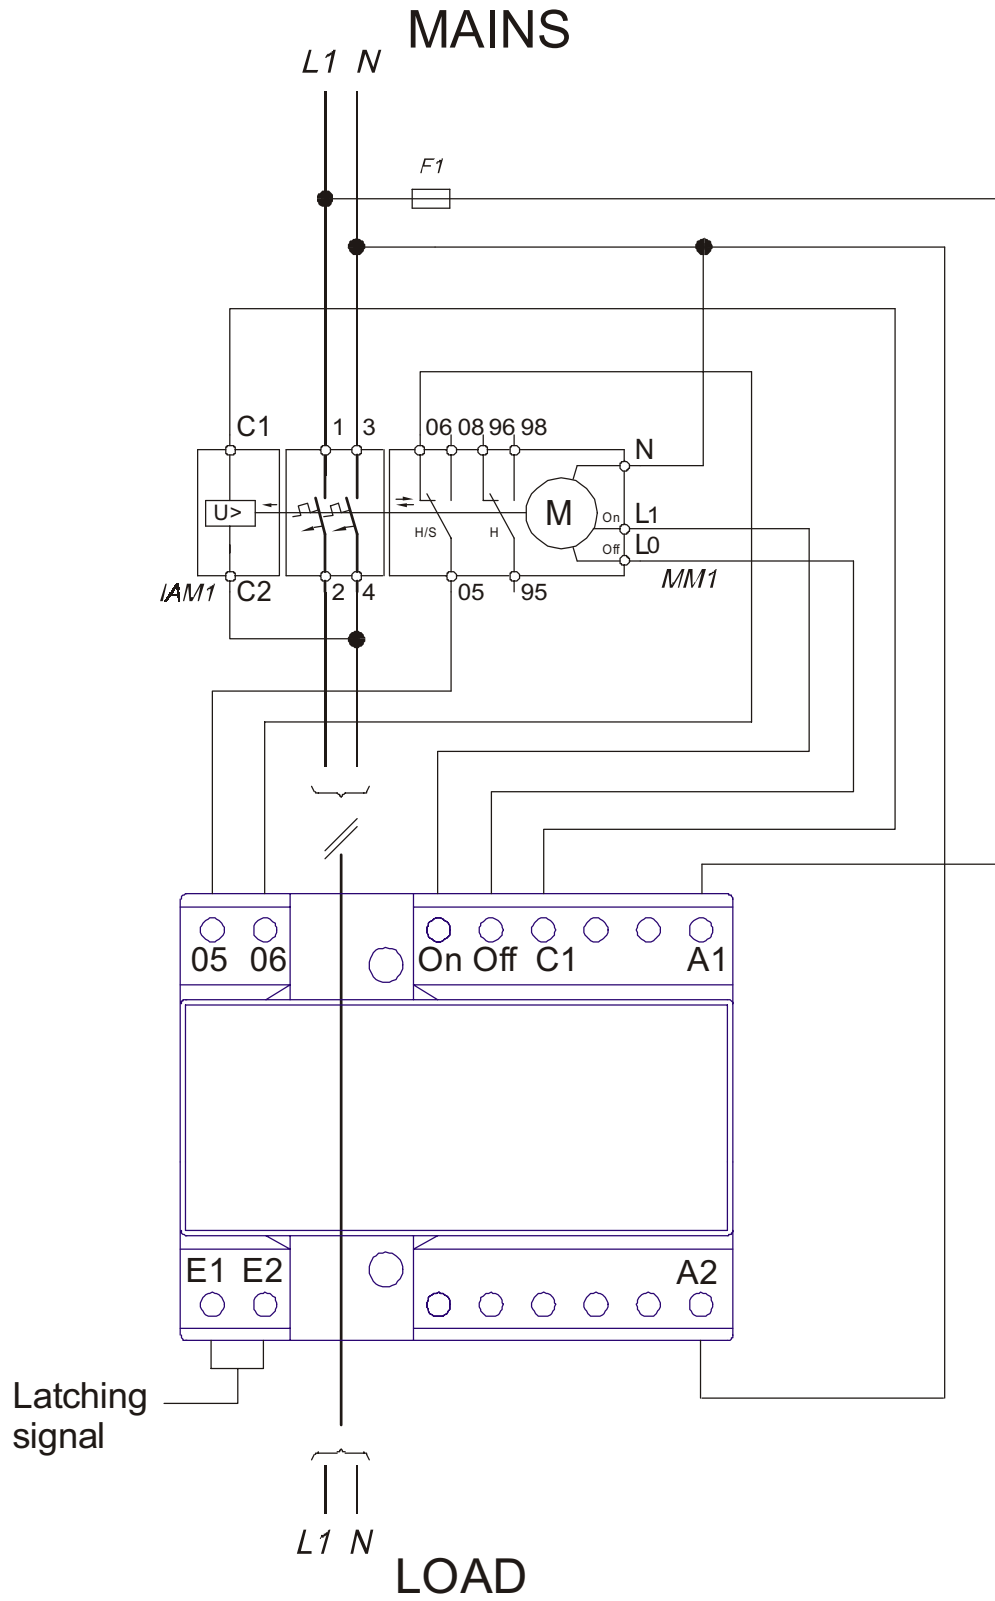 MAINS
L1 N
F1
C1 1 3 06 08 96 98
N
U> M On L1
H/S H Off L0
IAM1 C2 2 4 05 95 MM1
05 06 On Off C1 A1
E1 E2 A2
Latching
signal
L1 N
LOAD